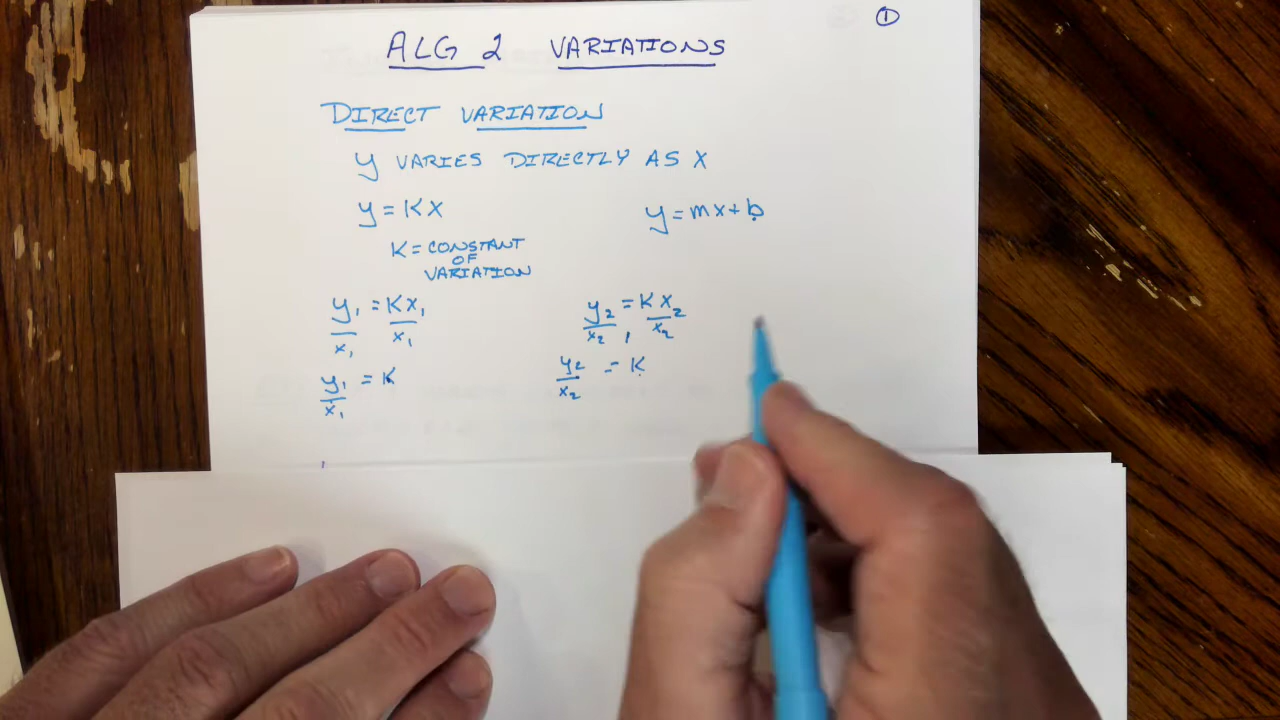 ①
ALG 2 VARIATIONS
DIRECT VARIATION
y VARIES DIRECTLY AS X
y = KX y = mx + b
K = CONSTANT
OF
VARIATION
y₁ = Kx₁ y₂ = Kx₂
x₁ x₁ x₂ x₂
y₁ = K y₂ = K
x₁ x₂